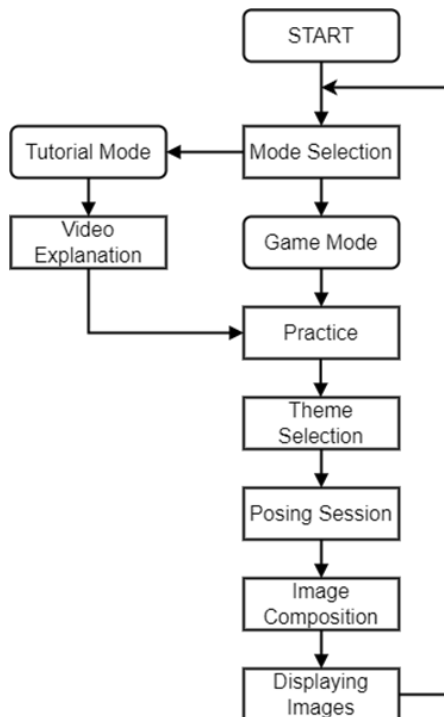 START
Tutorial Mode
Mode Selection
Video
Explanation
Game Mode
Practice
Theme
Selection
Posing Session
Image
Composition
Displaying
Images